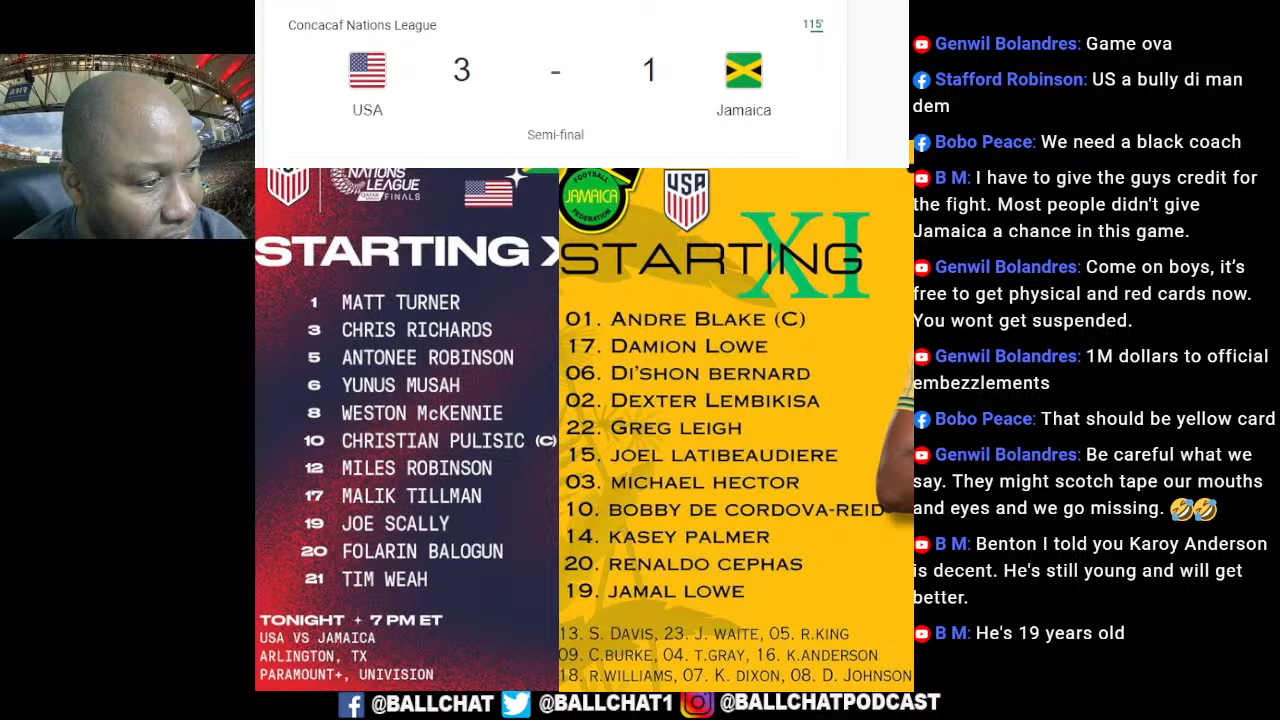 Concacaf Nations League
115'
3 - 1
USA
Jamaica
Semi-final
NATIONS
LEAGUE
FINALS
STARTING X
1 MATT TURNER
3 CHRIS RICHARDS
5 ANTONEE ROBINSON
6 YUNUS MUSAH
8 WESTON McKENNIE
10 CHRISTIAN PULISIC (C)
12 MILES ROBINSON
17 MALIK TILLMAN
19 JOE SCALLY
20 FOLARIN BALOGUN
21 TIM WEAH
TONIGHT + 7 PM ET
USA VS JAMAICA
ARLINGTON, TX
PARAMOUNT+, UNIVISION
FOOTBALL
JAMAICA
FEDERATION
USA
STARTING
XI
01. ANDRE BLAKE (C)
17. DAMION LOWE
06. DI'SHON BERNARD
02. DEXTER LEMBIKISA
22. GREG LEIGH
15. JOEL LATIBEAUDIERE
03. MICHAEL HECTOR
10. BOBBY DE CORDOVA-REID
14. KASEY PALMER
20. RENALDO CEPHAS
19. JAMAL LOWE
13. S. DAVIS, 23. J. WAITE, 05. R.KING
09. C.BURKE, 04. T.GRAY, 16. K.ANDERSON
18. R.WILLIAMS, 07. K. DIXON, 08. D. JOHNSON
Genwil Bolandres: Game ova
Stafford Robinson: US a bully di man
dem
Bobo Peace: We need a black coach
B M: I have to give the guys credit for
the fight. Most people didn't give
Jamaica a chance in this game.
Genwil Bolandres: Come on boys, it’s
free to get physical and red cards now.
You wont get suspended.
Genwil Bolandres: 1M dollars to official
embezzlements
Bobo Peace: That should be yellow card
Genwil Bolandres: Be careful what we
say. They might scotch tape our mouths
and eyes and we go missing. 🤣🤣
B M: Benton I told you Karoy Anderson
is decent. He's still young and will get
better.
B M: He's 19 years old
@BALLCHAT @BALLCHAT1 @BALLCHATPODCAST